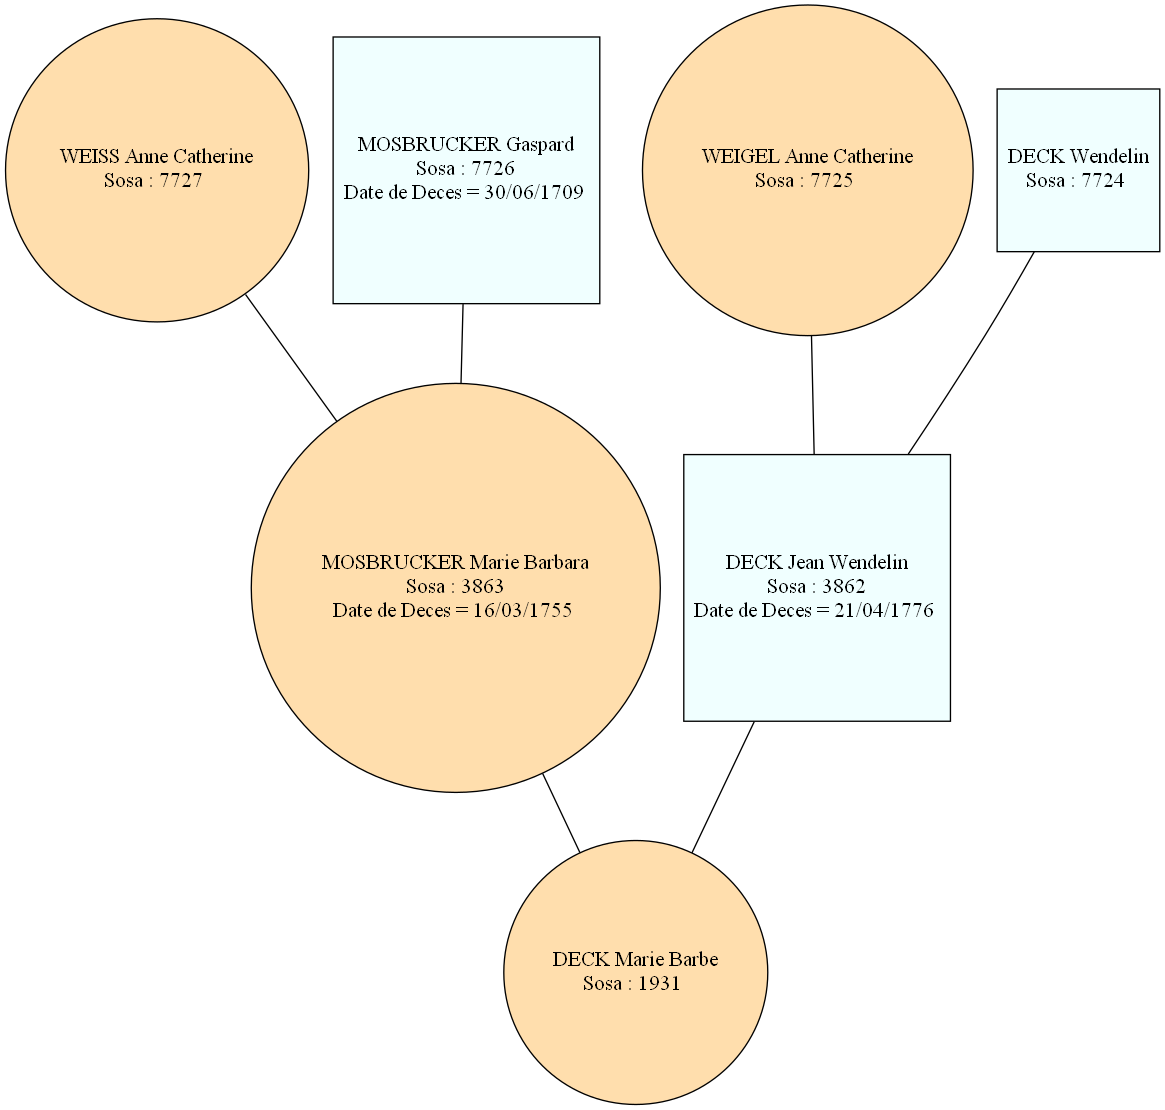 WEISS Anne Catherine
Sosa : 7727
MOSBRUCKER Gaspard
Sosa : 7726
Date de Deces = 30/06/1709
WEIGEL Anne Catherine
Sosa : 7725
DECK Wendelin
Sosa : 7724
MOSBRUCKER Marie Barbara
Sosa : 3863
Date de Deces = 16/03/1755
DECK Jean Wendelin
Sosa : 3862
Date de Deces = 21/04/1776
DECK Marie Barbe
Sosa : 1931